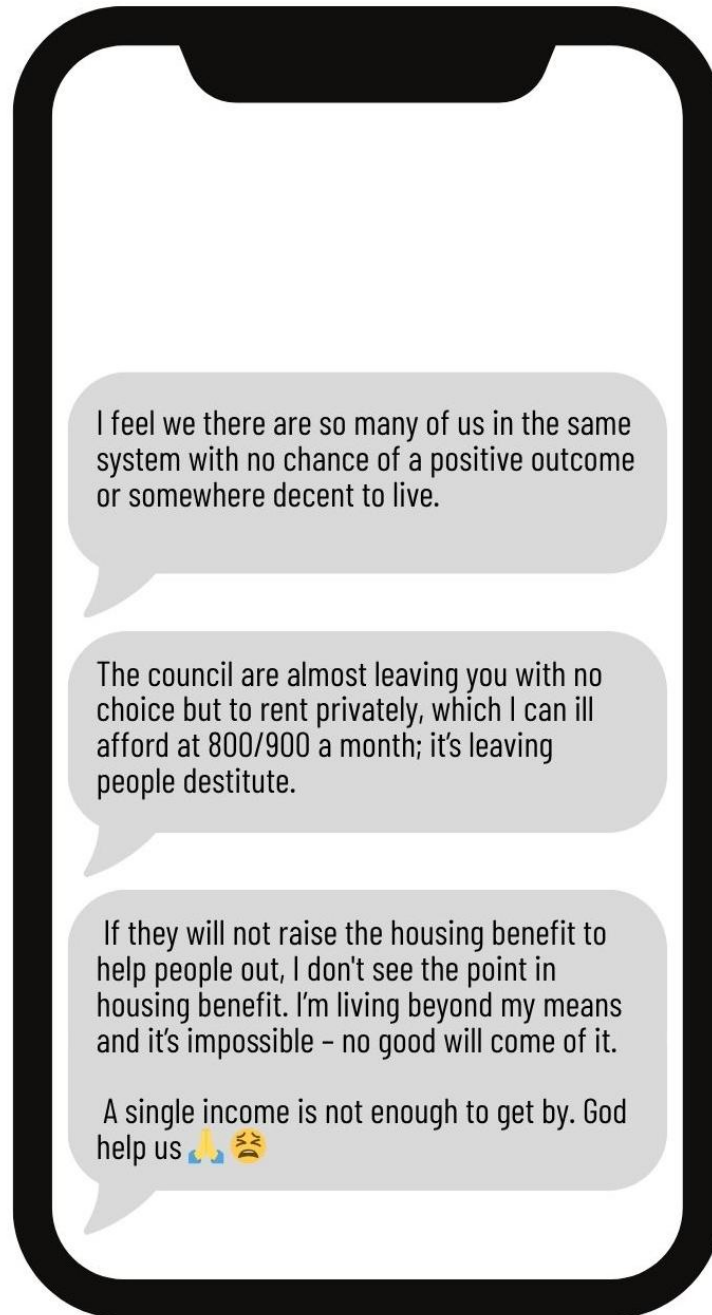 I feel we there are so many of us in the same
system with no chance of a positive outcome
or somewhere decent to live.
The council are almost leaving you with no
choice but to rent privately, which I can ill
afford at 800/900 a month; it's leaving
people destitute.
If they will not raise the housing benefit to
help people out, I don't see the point in
housing benefit. I'm living beyond my means
and it's impossible – no good will come of it.
A single income is not enough to get by. God
help us 🙏 😫